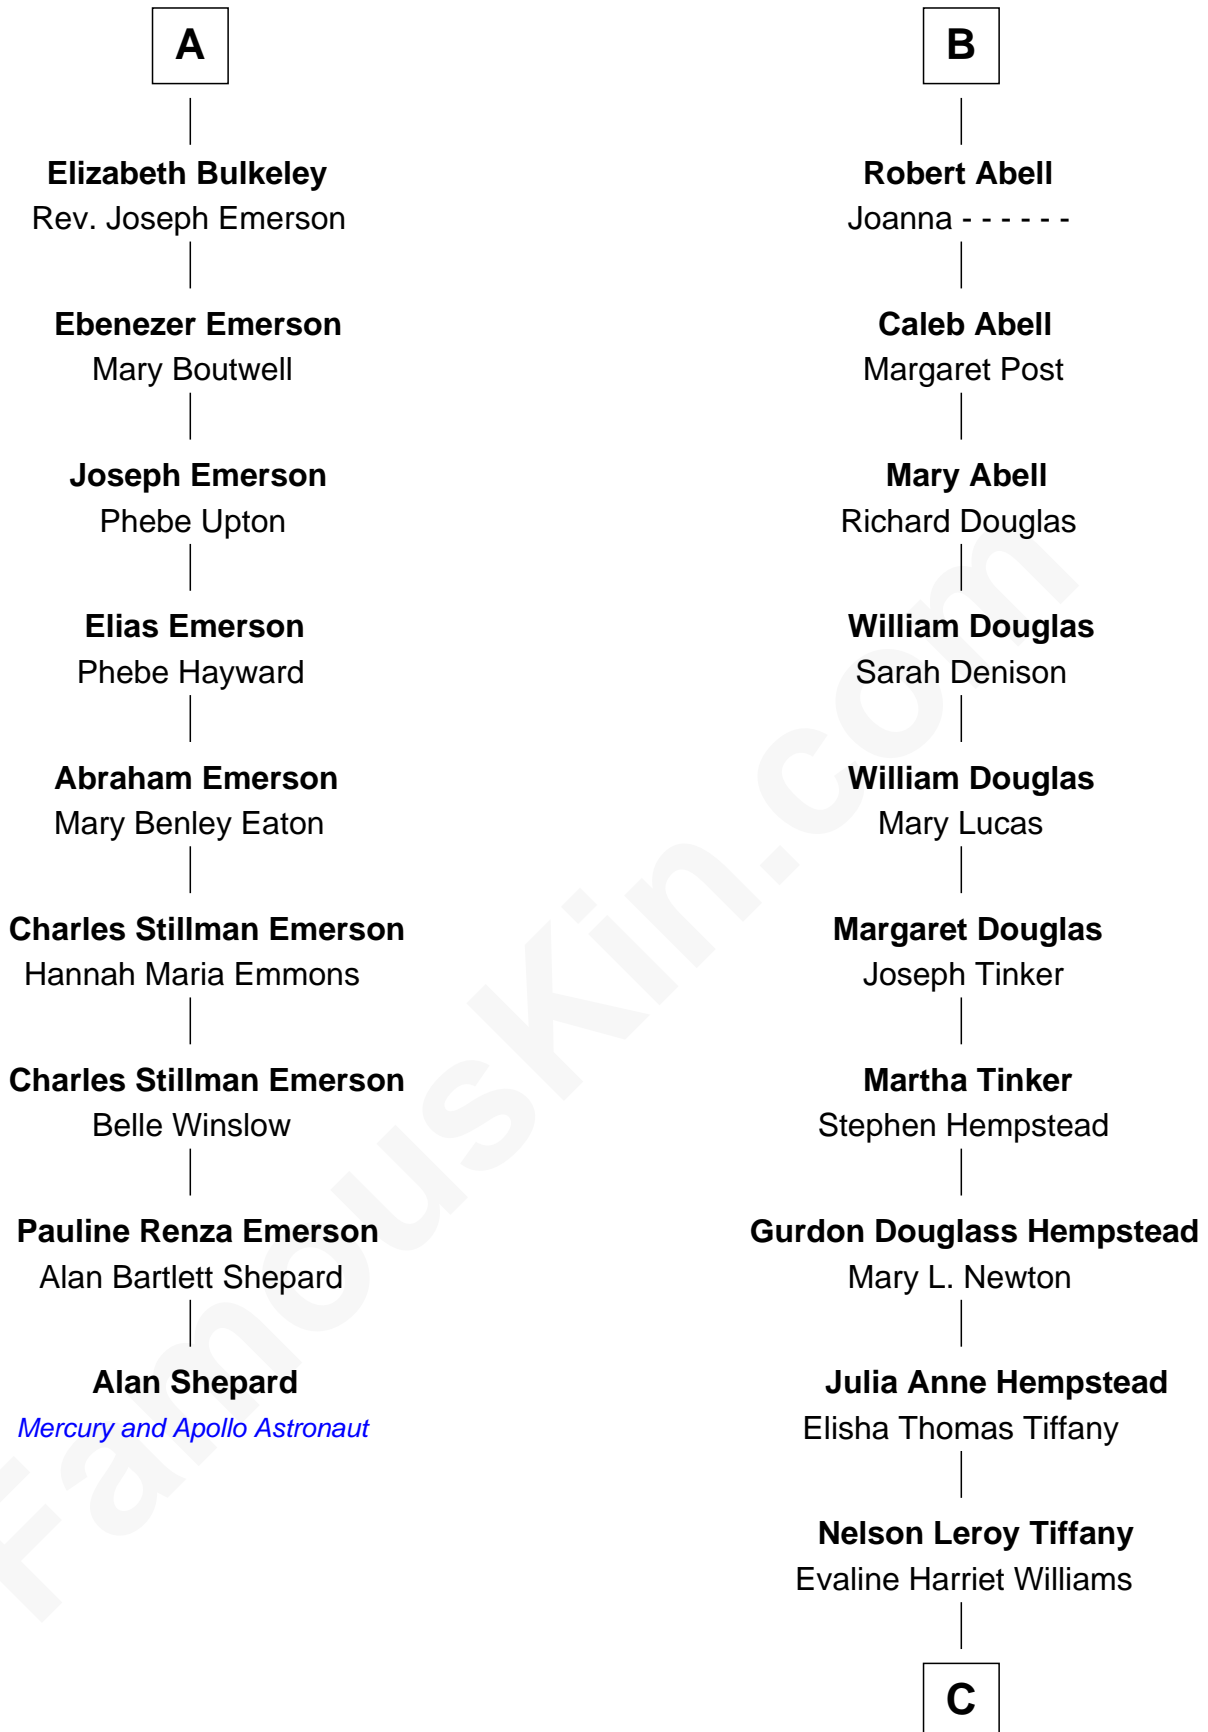 A
Elizabeth Bulkeley
Rev. Joseph Emerson
Ebenezer Emerson
Mary Boutwell
Joseph Emerson
Phebe Upton
Elias Emerson
Phebe Hayward
Abraham Emerson
Mary Benley Eaton
Charles Stillman Emerson
Hannah Maria Emmons
Charles Stillman Emerson
Belle Winslow
Pauline Renza Emerson
Alan Bartlett Shepard
Alan Shepard
Mercury and Apollo Astronaut
B
Robert Abell
Joanna - - - - - -
Caleb Abell
Margaret Post
Mary Abell
Richard Douglas
William Douglas
Sarah Denison
William Douglas
Mary Lucas
Margaret Douglas
Joseph Tinker
Martha Tinker
Stephen Hempstead
Gurdon Douglass Hempstead
Mary L. Newton
Julia Anne Hempstead
Elisha Thomas Tiffany
Nelson Leroy Tiffany
Evaline Harriet Williams
C
FamousKin.com